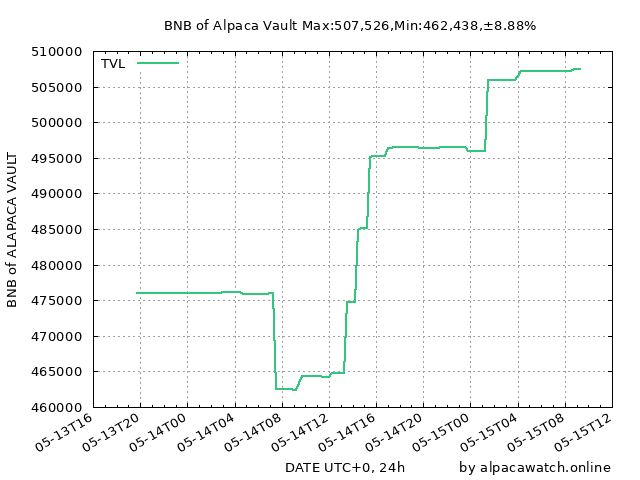 BNB of Alpaca Vault Max:507,526,Min:462,438,±8.88%
TVL
510000
505000
500000
495000
490000
485000
480000
475000
470000
465000
460000
BNB of ALAPACA VAULT
05-13T16
05-13T20
05-14T00
05-14T04
05-14T08
05-14T12
05-14T16
05-14T20
05-15T00
05-15T04
05-15T08
05-15T12
DATE UTC+0, 24h
by alpacawatch.online